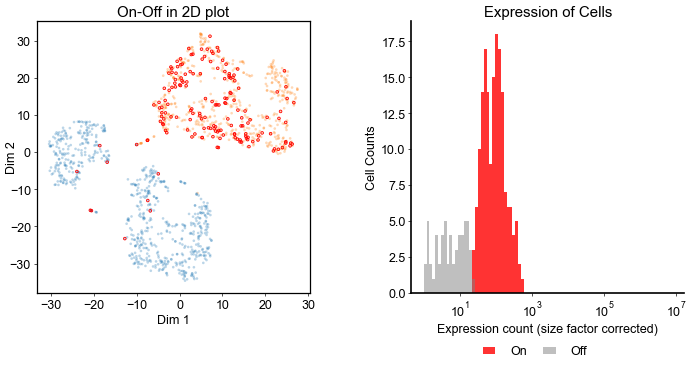 On-Off in 2D plot
Dim 2
30
20
10
0
−10
−20
−30
−30 −20 −10 0 10 20 30
Dim 1
Expression of Cells
Cell Counts
17.5
15.0
12.5
10.0
7.5
5.0
2.5
0.0
10¹ 10³ 10⁵ 10⁷
Expression count (size factor corrected)
On Off